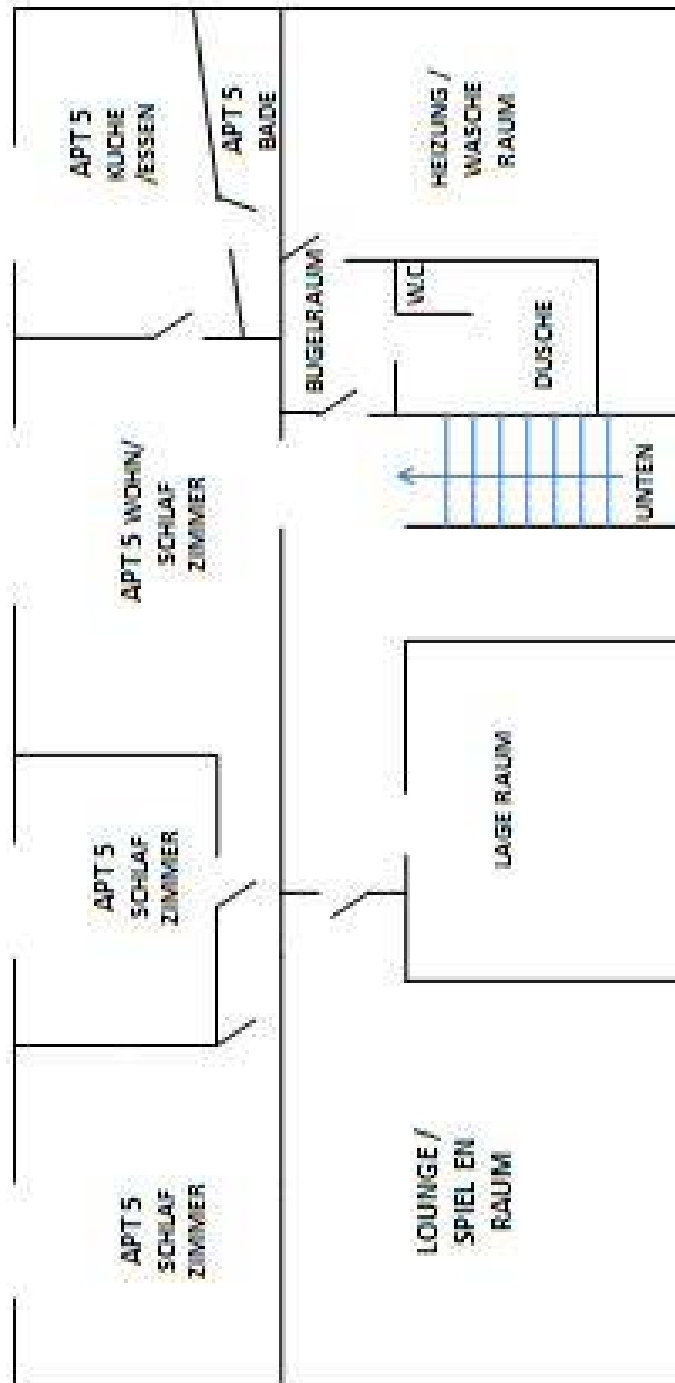 APT 5
SCHLAF
ZIMMER
APT 5
SCHLAF
ZIMMER
APT 5 WOHN/
SCHLAF
ZIMMER
APT 5
KUCHE
/ESSEN
APT 5
BADE
LOUNGE /
SPIEL EN
RAUM
LAGE RAUM
UNTEN
BUGELRAUM
W.C
DUSCHE
HEIZUNG /
WASCHE
RAUM